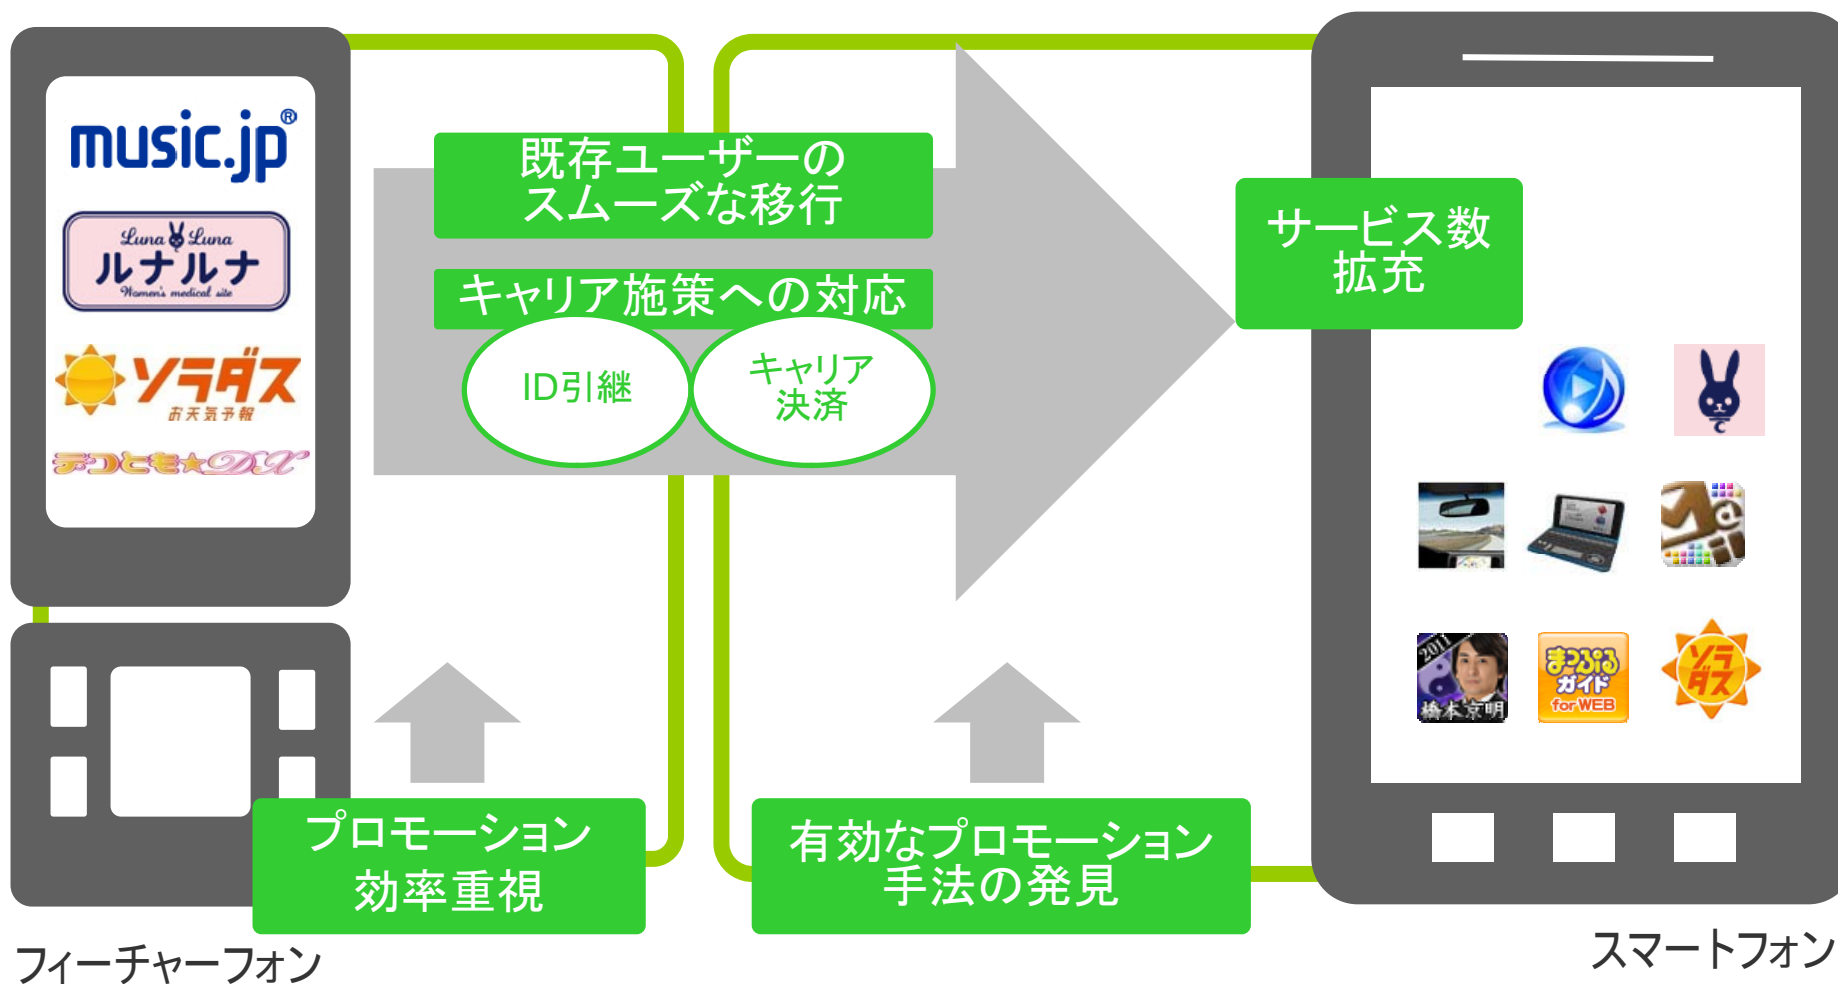 music.jp®
Luna Luna
ルナルナ
Women's medical site
ソラダス
お天気予報
デコとも★DX
既存ユーザーの
スムーズな移行
キャリア施策への対応
ID引継
キャリア
決済
サービス数
拡充
2011
橋本京明
まっぷる
ガイド
for WEB
ソラ
ダス
プロモーション
効率重視
有効なプロモーション
手法の発見
フィーチャーフォン
スマートフォン